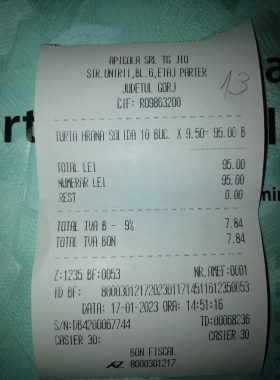 APICOLA SRL TG JIU
STR.UNIRII,BL.6,ETAJ PARTER
JUDETUL GORJ
CIF: RO9863200
13
TURTA HRANA SOLIDA 10 BUC. X 9.50= 95.00 B
TOTAL LEI 95.00
NUMERAR LEI 95.00
REST 0.00
TOTAL TVA B - 9% 7.84
TOTAL TVA BON 7.84
Z:1235 BF:0053 NR.AMEF:0001
ID BF: 80003012172023011714511612350053
DATA: 17-01-2023 ORA: 14:51:16
S/N:DB4200067744 TD:00068236
CASIER 30: CASIER 30
BON FISCAL
8000301217